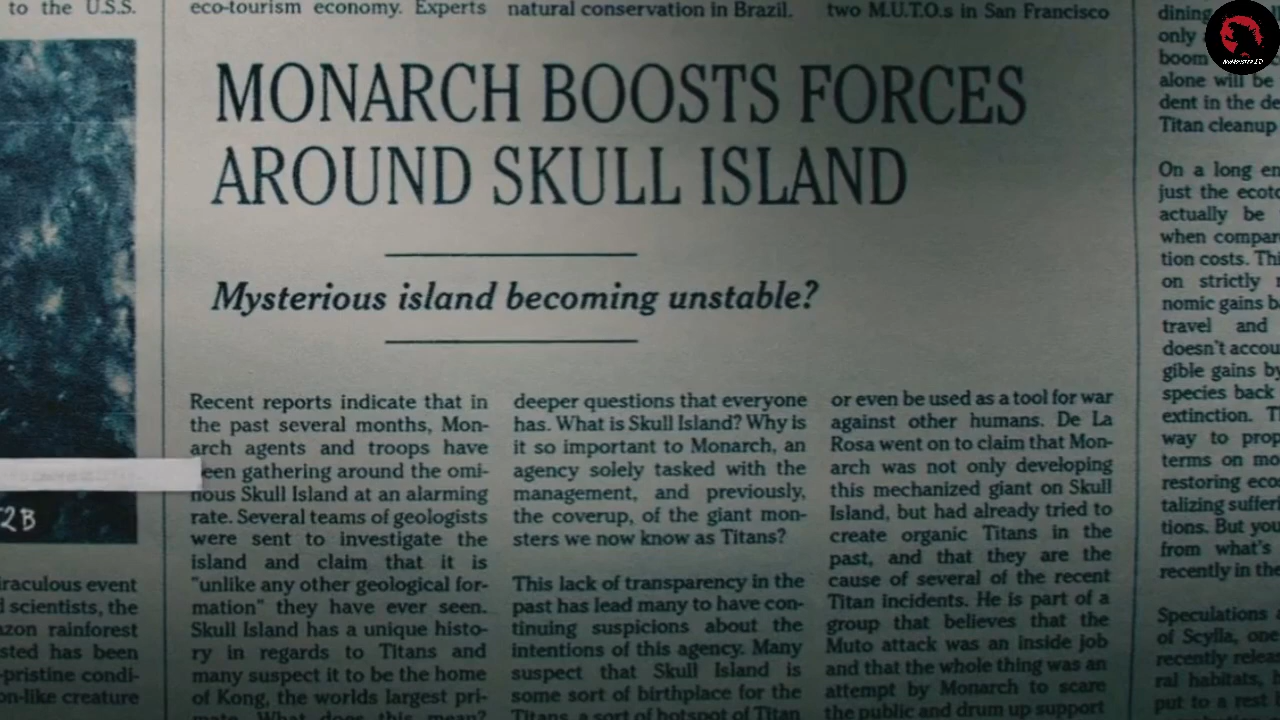 to the U.S.S.
2B
iraculous event
d scientists, the
azon rainforest
sted has been
-pristine condi-
on-like creature
eco-tourism economy. Experts
natural conservation in Brazil.
two M.U.T.O.s in San Francisco
MONARCH BOOSTS FORCES
AROUND SKULL ISLAND
Mysterious island becoming unstable?
Recent reports indicate that in
the past several months, Mon-
arch agents and troops have
been gathering around the omi-
nous Skull Island at an alarming
rate. Several teams of geologists
were sent to investigate the
island and claim that it is
"unlike any other geological for-
mation" they have ever seen.
Skull Island has a unique histo-
ry in regards to Titans and
many suspect it to be the home
of Kong, the worlds largest pri-
mate. What does this mean?
deeper questions that everyone
has. What is Skull Island? Why is
it so important to Monarch, an
agency solely tasked with the
management, and previously,
the coverup, of the giant mon-
sters we now know as Titans?
This lack of transparency in the
past has lead many to have con-
tinuing suspicions about the
intentions of this agency. Many
suspect that Skull Island is
some sort of birthplace for the
Titans, a sort of hotspot of Titan
or even be used as a tool for war
against other humans. De La
Rosa went on to claim that Mon-
arch was not only developing
this mechanized giant on Skull
Island, but had already tried to
create organic Titans in the
past, and that they are the
cause of several of the recent
Titan incidents. He is part of a
group that believes that the
Muto attack was an inside job
and that the whole thing was an
attempt by Monarch to scare
the public and drum up support
dining
only
boom
alone will be
dent in the de
Titan cleanup
On a long en
just the ecoto
actually be
when compar
tion costs. Thi
on strictly
nomic gains b
travel and
doesn't accou
gible gains by
species back
extinction. T
way to prop
terms on mo
restoring eco
talizing suffer
tions. But you
from what's
recently in the
Speculations
of Scylla, one
recently relea
ral habitats,
put to a rest